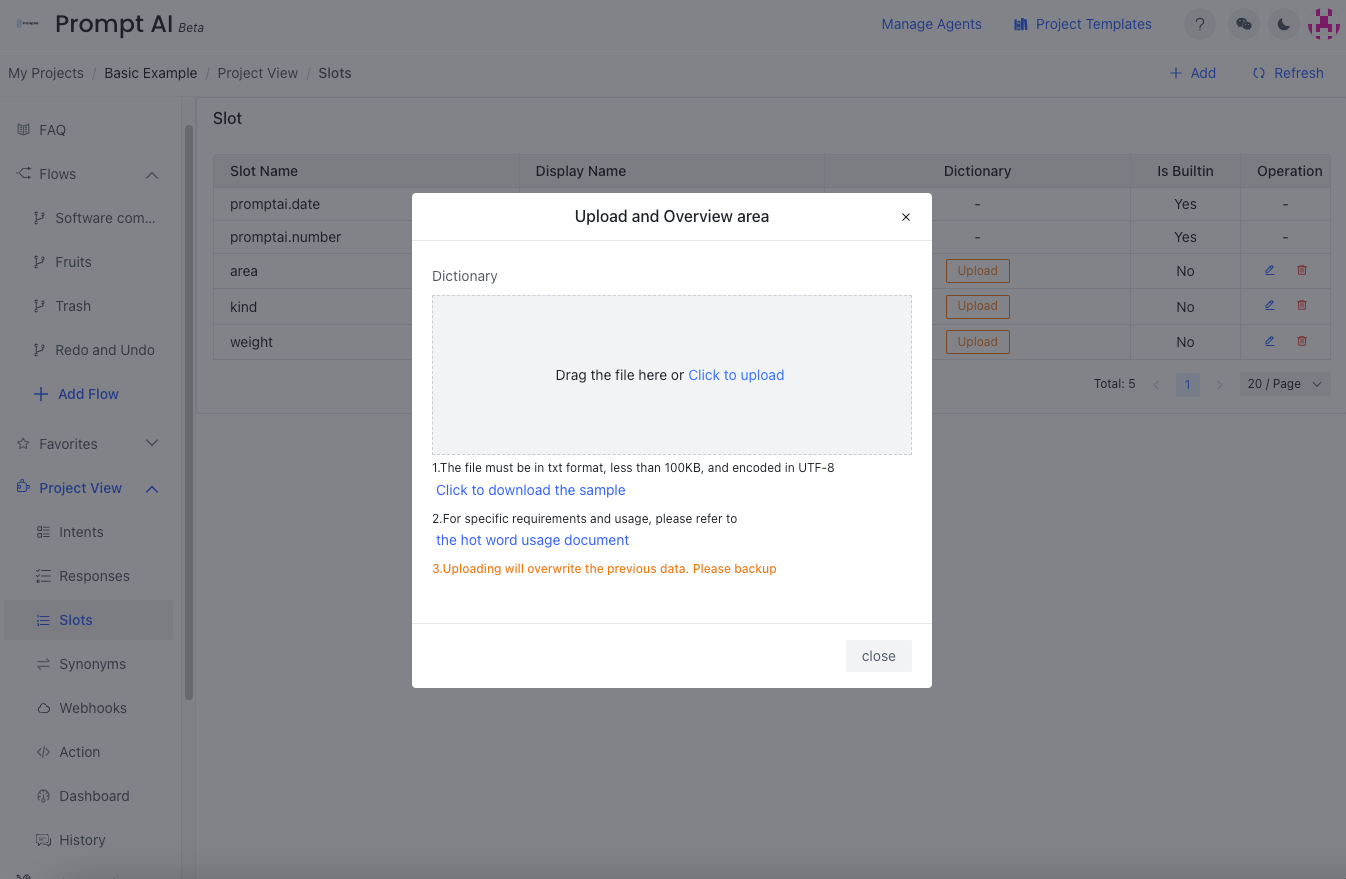 Prompt AI Beta
Manage Agents
Project Templates
?
My Projects / Basic Example / Project View / Slots
Add
Refresh
FAQ
Flows
Software com...
Fruits
Trash
Redo and Undo
Add Flow
Favorites
Project View
Intents
Responses
Slots
Synonyms
Webhooks
Action
Dashboard
History
Slot
Slot Name Display Name Dictionary Is Builtin Operation
promptai.date - Yes -
promptai.number - Yes -
area Upload No
kind Upload No
weight Upload No
Total: 5 1 20 / Page
Upload and Overview area
Dictionary
Drag the file here or Click to upload
1.The file must be in txt format, less than 100KB, and encoded in UTF-8
Click to download the sample
2.For specific requirements and usage, please refer to
the hot word usage document
3.Uploading will overwrite the previous data. Please backup
close